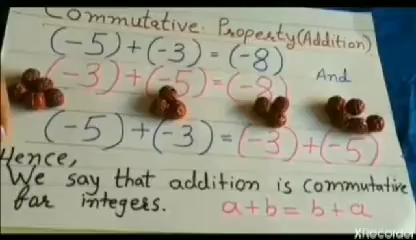 Commutative Property(Addition)
(-5)+(-3)=(-8)
(-3)+(-5)=(-8) And
(-5)+(-3)=(-3)+(-5)
Hence,
We say that addition is commutative
for integers. a+b=b+a
XRecorder